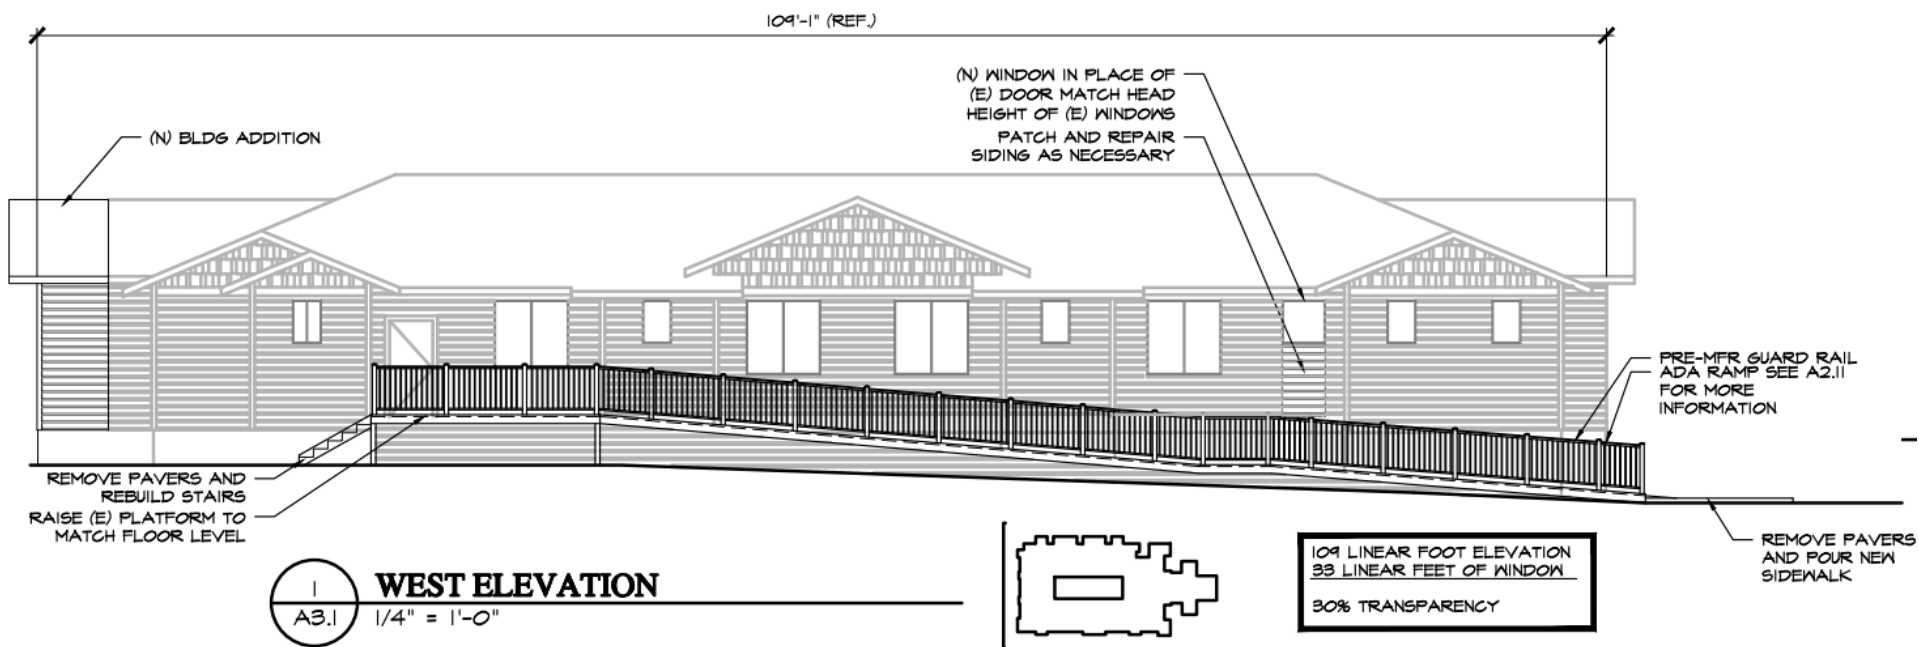 109'-1" (REF.)
(N) WINDOW IN PLACE OF
(E) DOOR MATCH HEAD
HEIGHT OF (E) WINDOWS
PATCH AND REPAIR
SIDING AS NECESSARY
(N) BLDG ADDITION
PRE-MFR GUARD RAIL
ADA RAMP SEE A2.11
FOR MORE
INFORMATION
REMOVE PAVERS AND
REBUILD STAIRS
RAISE (E) PLATFORM TO
MATCH FLOOR LEVEL
REMOVE PAVERS
AND POUR NEW
SIDEWALK
1
A3.1
WEST ELEVATION
1/4" = 1'-0"
109 LINEAR FOOT ELEVATION
33 LINEAR FEET OF WINDOW
30% TRANSPARENCY